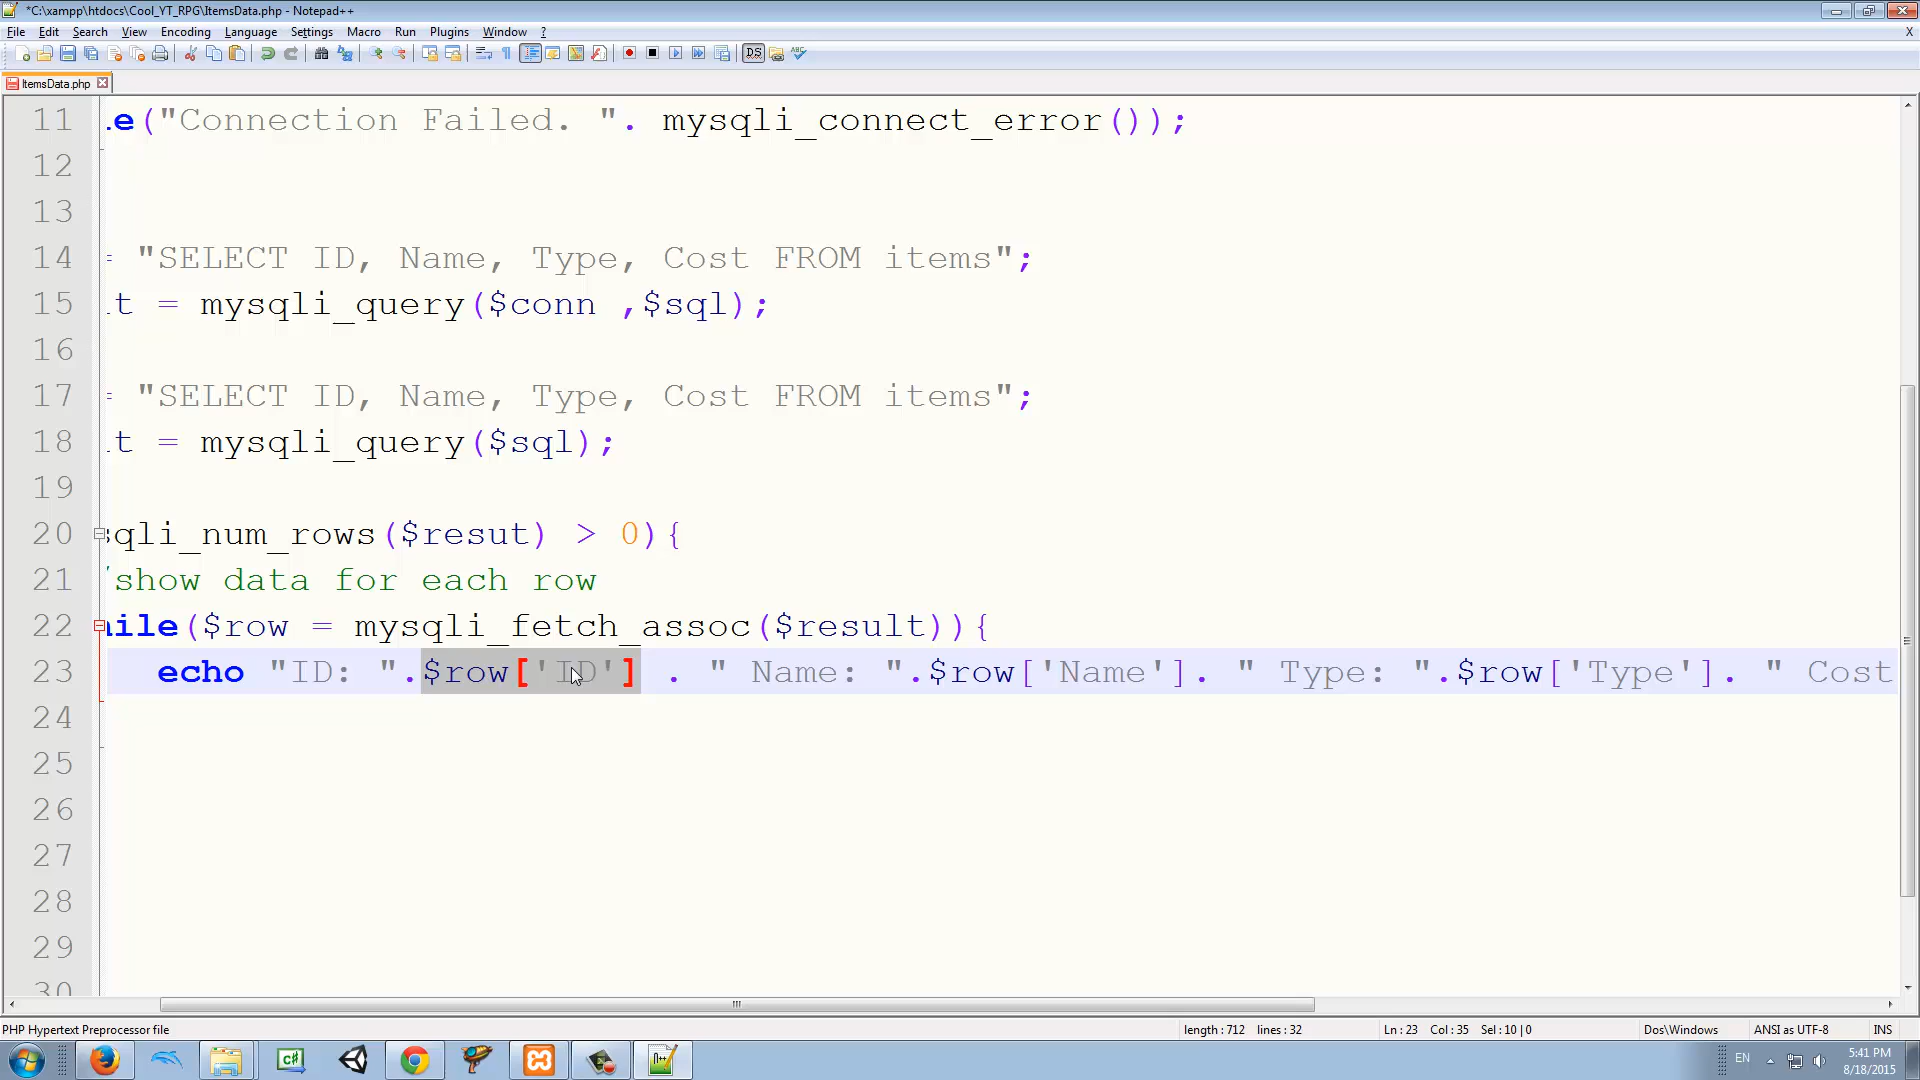 *C:\xampp\htdocs\Cool_YT_RPG\ItemsData.php - Notepad++
File Edit Search View Encoding Language Settings Macro Run Plugins Window ? X
ItemsData.php
11 e("Connection Failed. ". mysqli_connect_error());
12
13
14 = "SELECT ID, Name, Type, Cost FROM items";
15 lt = mysqli_query($conn ,$sql);
16
17 = "SELECT ID, Name, Type, Cost FROM items";
18 lt = mysqli_query($sql);
19
20 sqli_num_rows($resut) > 0){
21 /show data for each row
22 hile($row = mysqli_fetch_assoc($result)){
23 echo "ID: ".$row['ID'] . " Name: ".$row['Name']. " Type: ".$row['Type']. " Cost
24
25
26
27
28
29
30
PHP Hypertext Preprocessor file length : 712 lines : 32 Ln : 23 Col : 35 Sel : 10 | 0 Dos\Windows ANSI as UTF-8 INS
EN 5:41 PM
8/18/2015